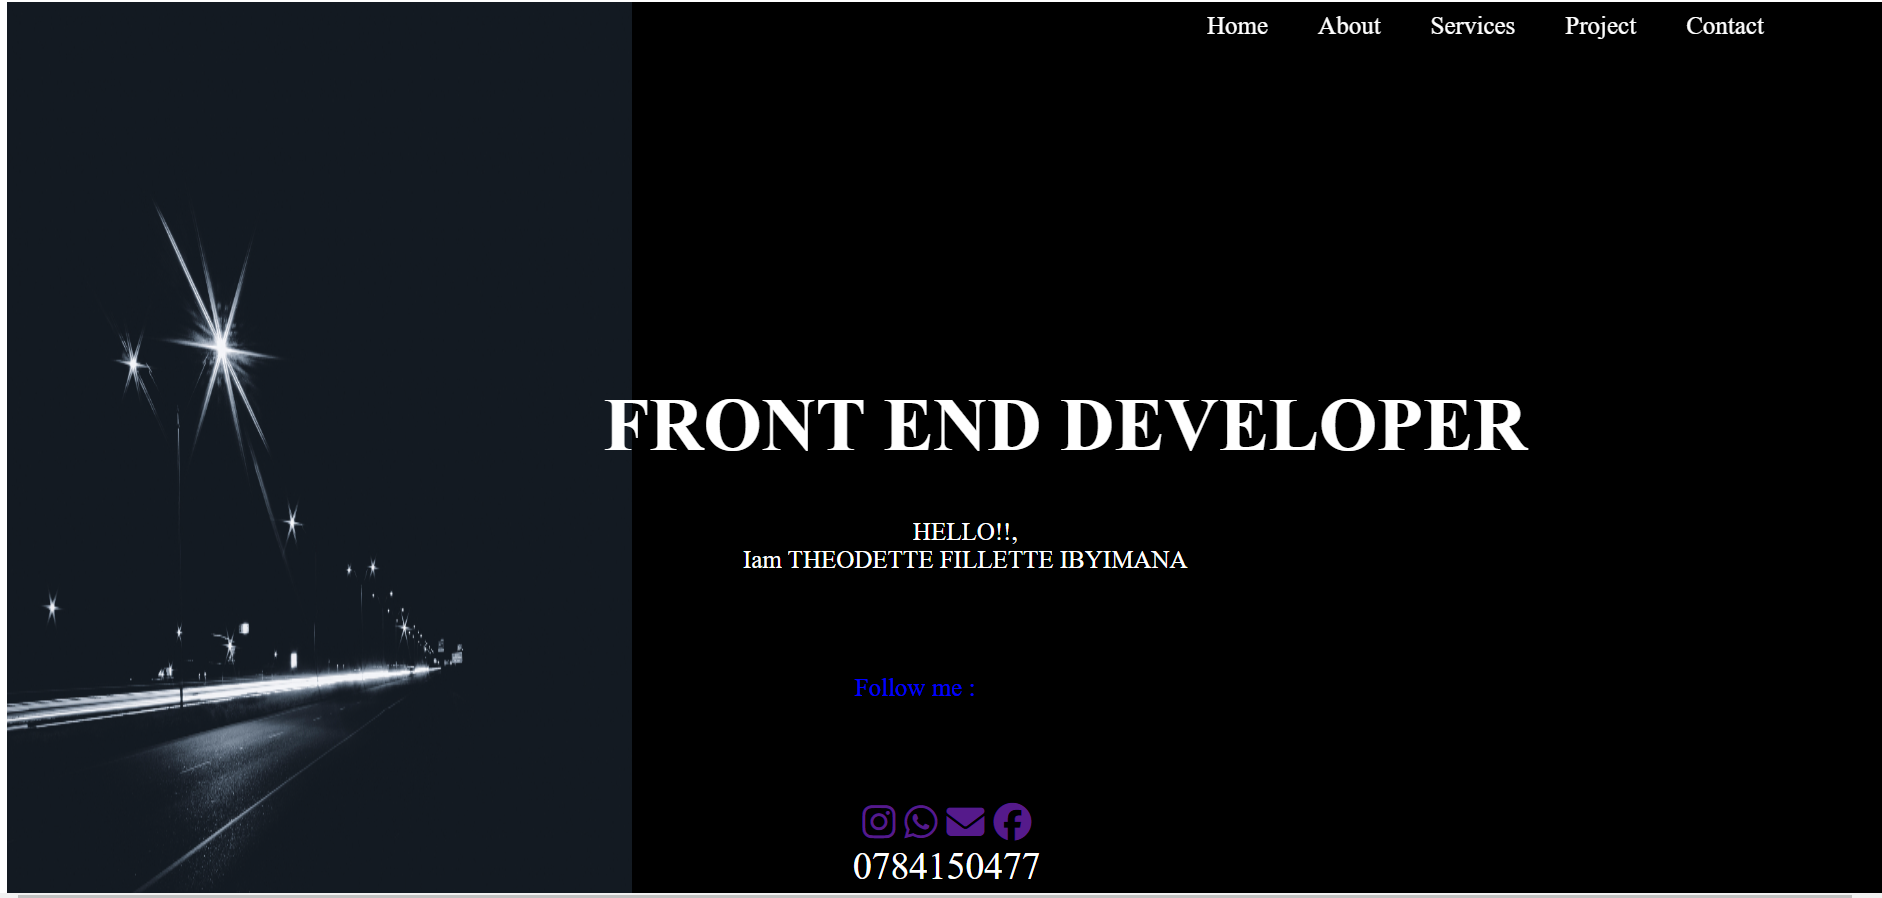 Home About Services Project Contact
FRONT END DEVELOPER
HELLO!!,
Iam THEODETTE FILLETTE IBYIMANA
Follow me :
0784150477